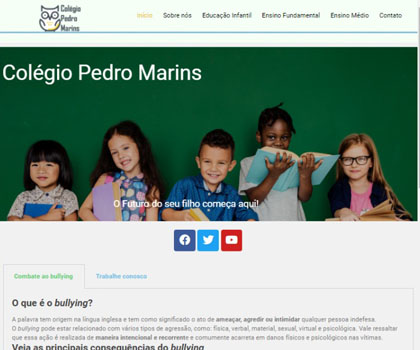 Colégio
Pedro
Marins
Início Sobre nós Educação Infantil Ensino Fundamental Ensino Médio Contato
Colégio Pedro Marins
O Futuro do seu filho começa aqui!
Combate ao bullying Trabalhe conosco
O que é o bullying?
A palavra tem origem na língua inglesa e tem como significado o ato de ameaçar, agredir ou intimidar qualquer pessoa indefesa.
O bullying pode estar relacionado com vários tipos de agressão, como: física, verbal, material, sexual, virtual e psicológica. Vale ressaltar
que essa ação é realizada de maneira intencional e recorrente e comumente acarreta em danos físicos e psicológicos nas vítimas.
Veja as principais consequências do bullying